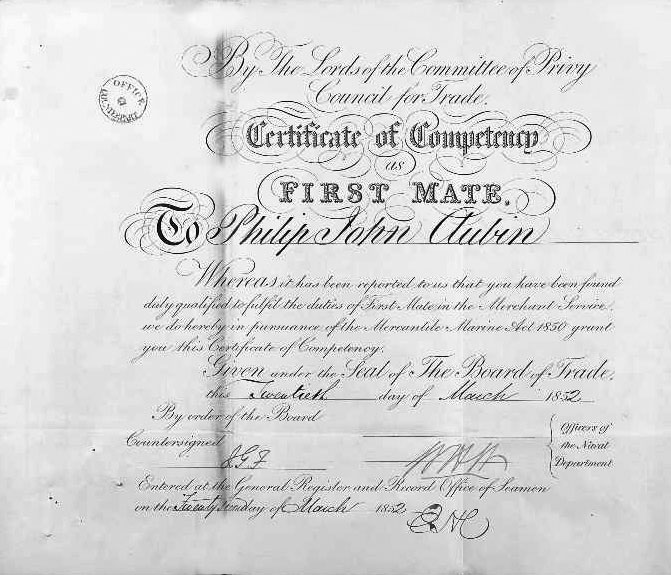 By The Lords of the Committee of Privy
Council for Trade.
OFFICE
Certificate of Competency
as
FIRST MATE.
To Philip John Aubin
Whereas it has been reported to us that you have been found
duly qualified to fulfil the duties of First Mate in the Merchant Service,
we do hereby in pursuance of the Mercantile Marine Act 1850 grant
you this Certificate of Competency.
Given under the Seal of The Board of Trade,
this Twentieth day of March 1852
By order of the Board
Countersigned
Officers of
the Naval
Department
Entered at the General Register and Record Office of Seamen
on the day of March 1852